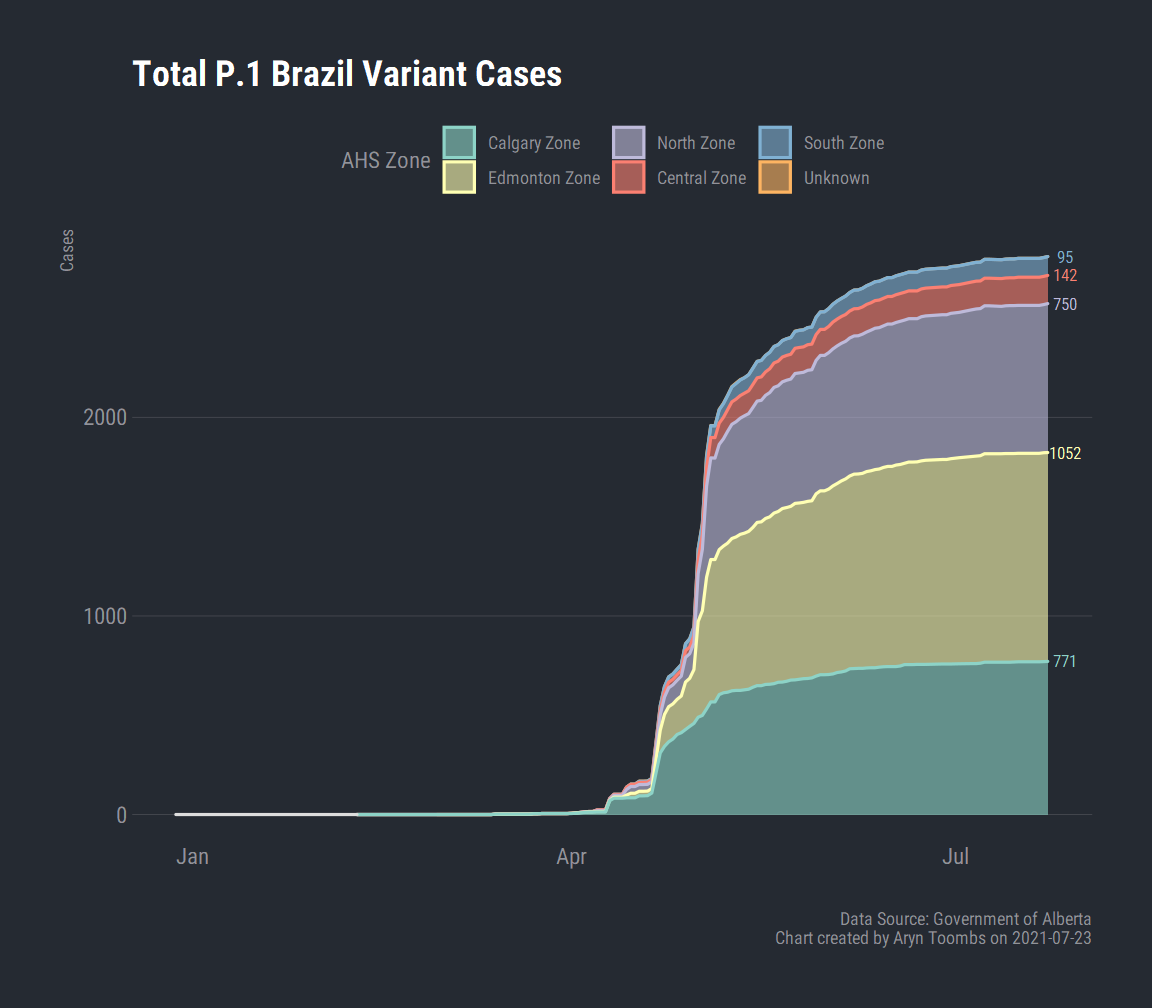 Total P.1 Brazil Variant Cases
AHS Zone
Calgary Zone
North Zone
South Zone
Edmonton Zone
Central Zone
Unknown
Cases
95
142
750
2000
1052
1000
771
0
Jan
Apr
Jul
Data Source: Government of Alberta
Chart created by Aryn Toombs on 2021-07-23